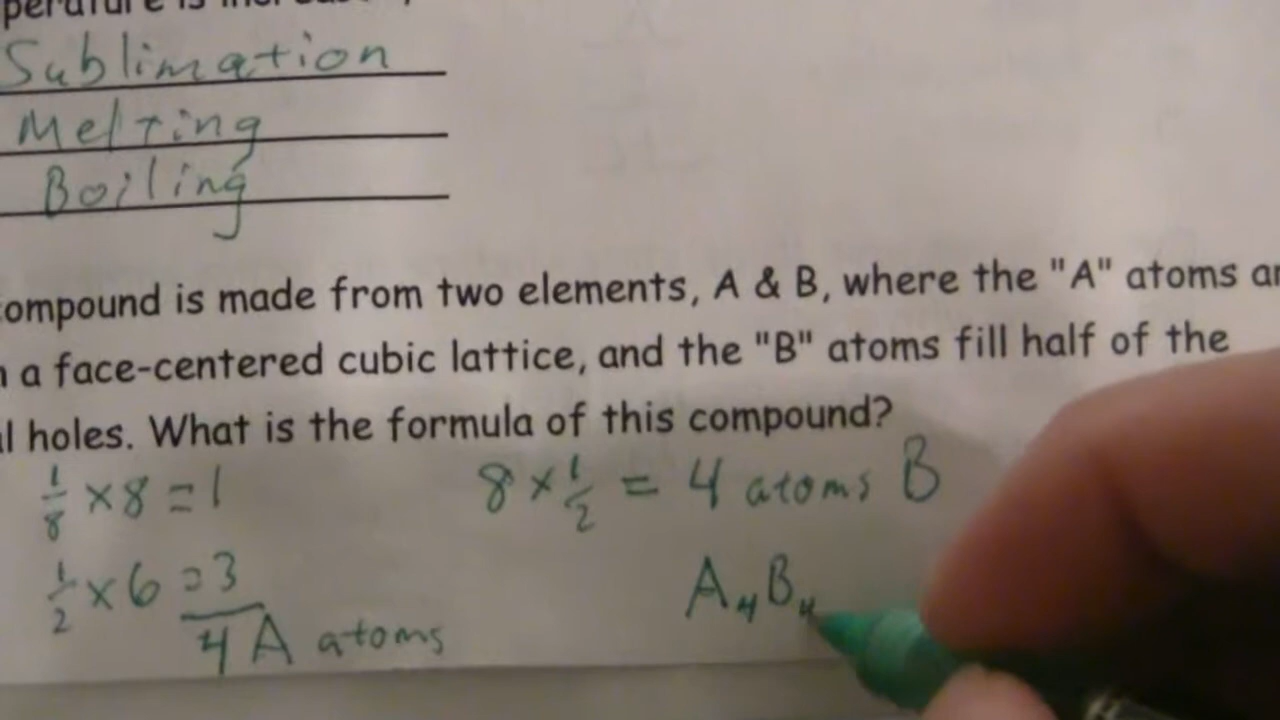 Sublimation
Melting
Boiling
compound is made from two elements, A & B, where the "A" atoms
a face-centered cubic lattice, and the "B" atoms fill half of the
holes. What is the formula of this compound?
1/8 × 8 = 1
8 × 1/2 = 4 atoms B
1/2 × 6 = 3
A₄B₄
4 A atoms